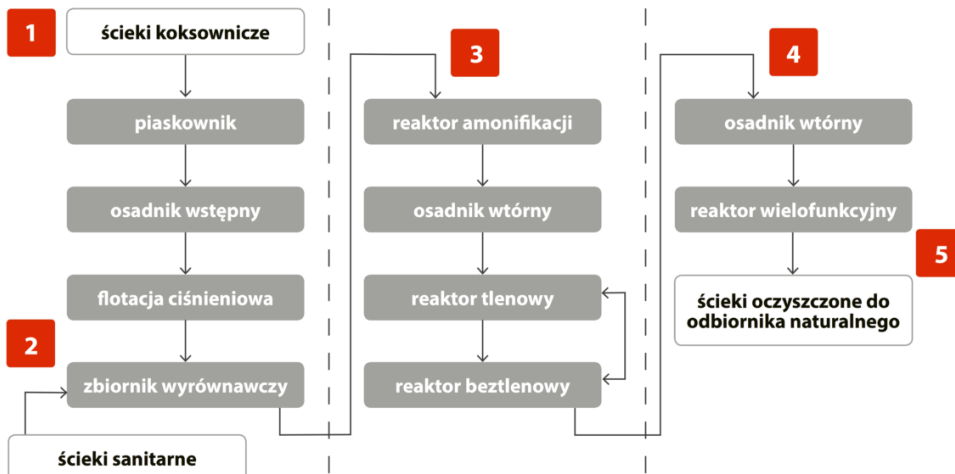 1
ścieki koksownicze
piaskownik
osadnik wstępny
flotacja ciśnieniowa
2
zbiornik wyrównawczy
ścieki sanitarne
3
reaktor amonifikacji
osadnik wtórny
reaktor tlenowy
reaktor beztlenowy
4
osadnik wtórny
reaktor wielofunkcyjny
5
ścieki oczyszczone do
odbiornika naturalnego